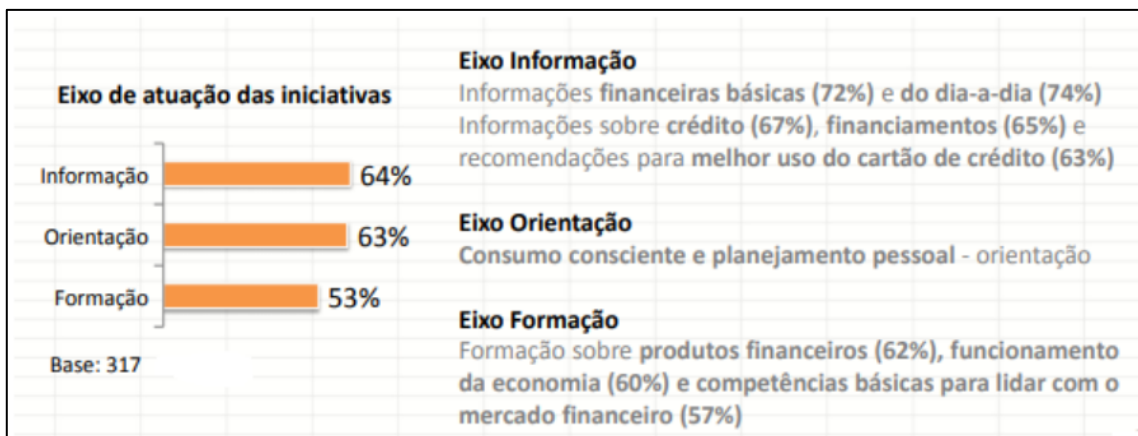 Eixo de atuação das iniciativas
Informação 64%
Orientação 63%
Formação 53%
Base: 317
Eixo Informação
Informações financeiras básicas (72%) e do dia-a-dia (74%)
Informações sobre crédito (67%), financiamentos (65%) e
recomendações para melhor uso do cartão de crédito (63%)
Eixo Orientação
Consumo consciente e planejamento pessoal - orientação
Eixo Formação
Formação sobre produtos financeiros (62%), funcionamento
da economia (60%) e competências básicas para lidar com o
mercado financeiro (57%)